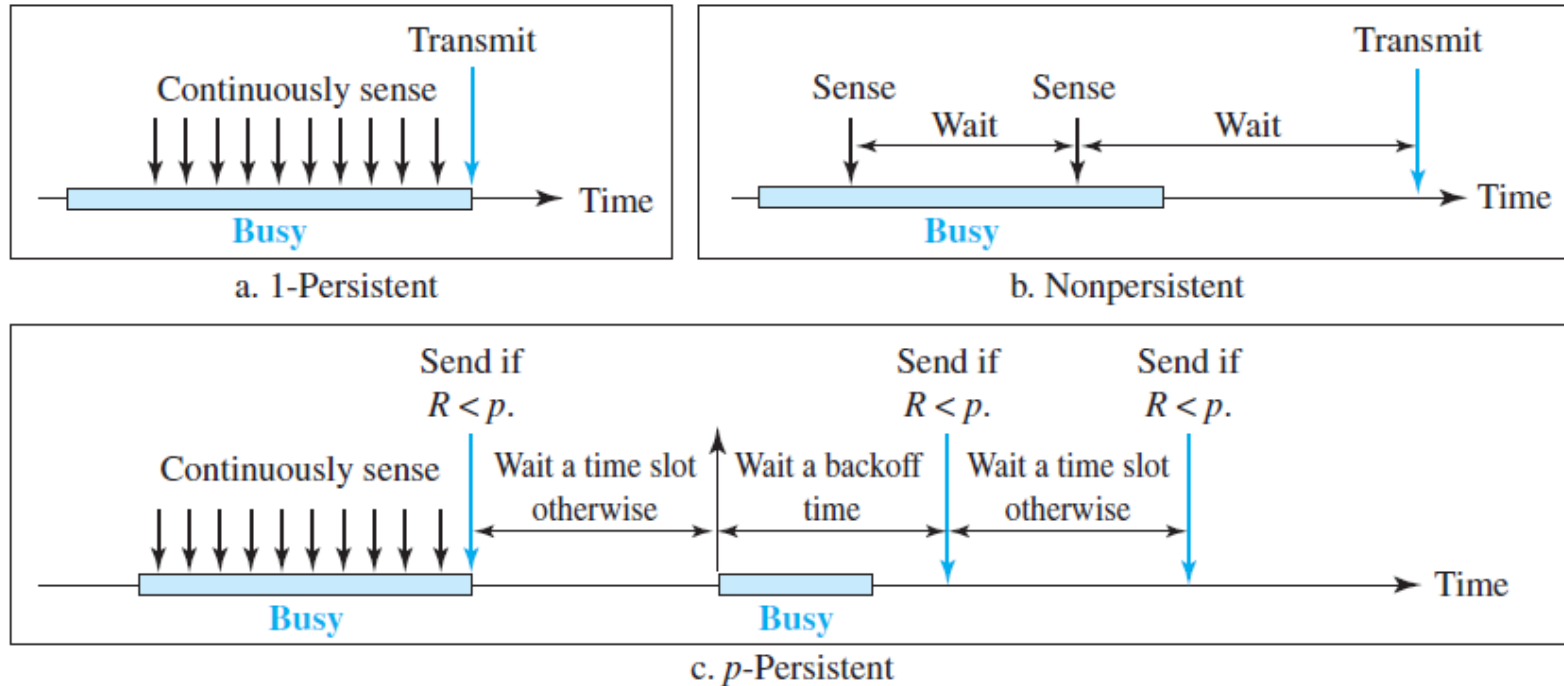 Transmit
Continuously sense
Time
Busy
a. 1-Persistent
Transmit
Sense Sense
Wait Wait
Time
Busy
b. Nonpersistent
Send if Send if Send if
R < p. R < p. R < p.
Continuously sense Wait a time slot Wait a backoff Wait a time slot
otherwise time otherwise
Time
Busy Busy
c. p-Persistent